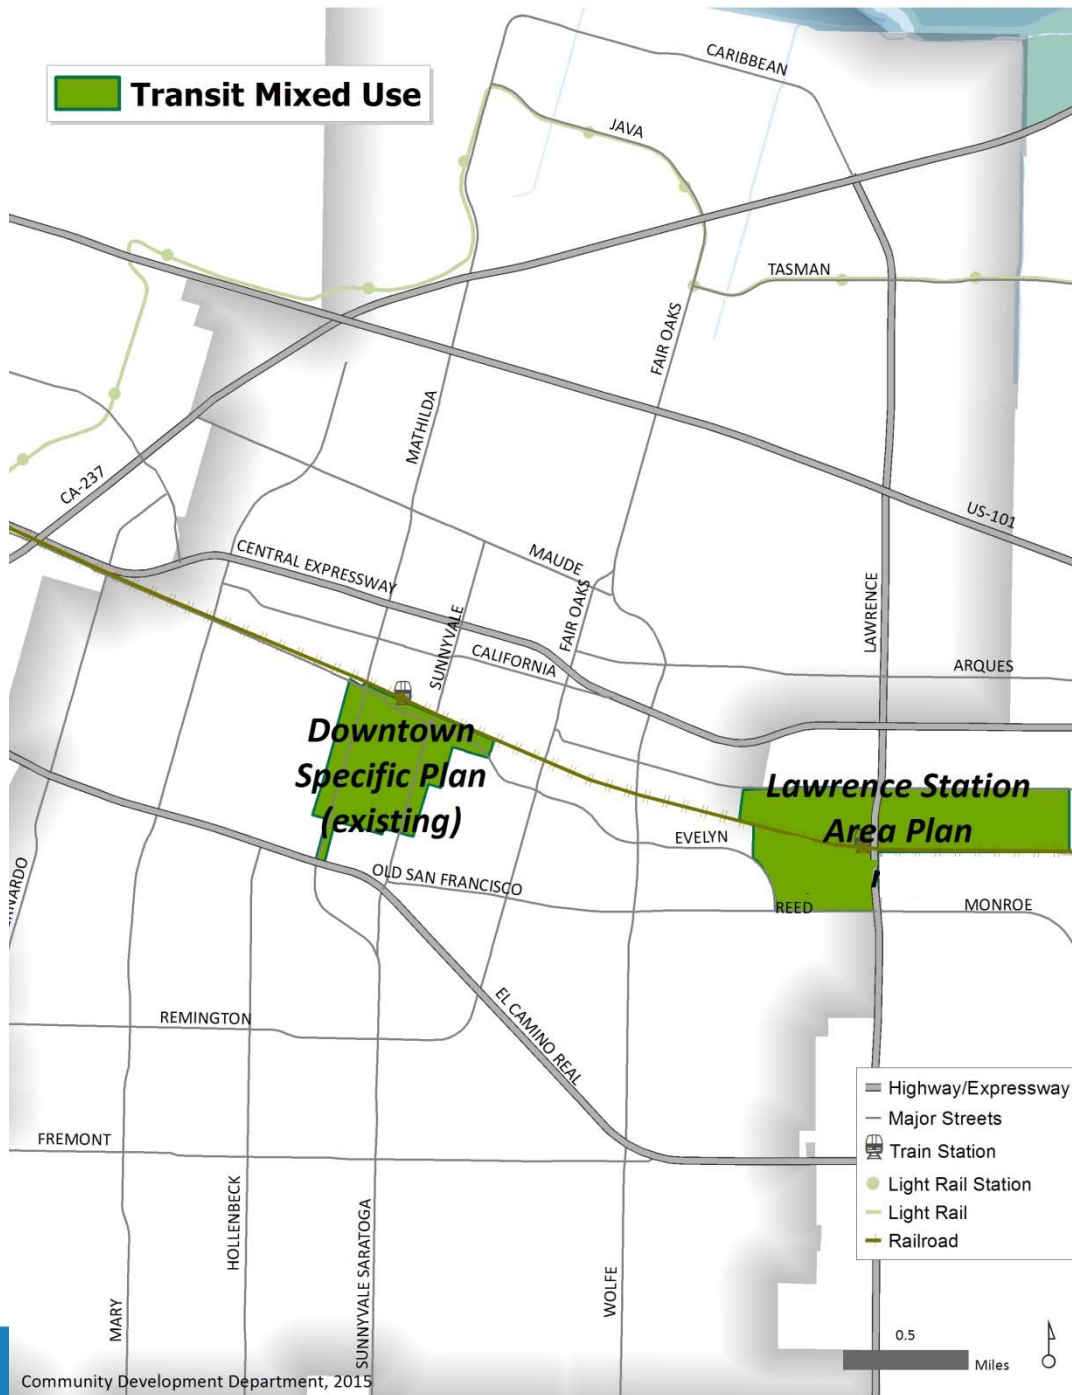 Transit Mixed Use
CARIBBEAN
JAVA
TASMAN
FAIR OAKS
MATHILDA
CA-237
US-101
CENTRAL EXPRESSWAY
MAUDE
SUNNYVALE
FAIR OAKS
LAWRENCE
CALIFORNIA
ARQUES
Downtown
Specific Plan
(existing)
Lawrence Station
Area Plan
EVELYN
OLD SAN FRANCISCO
REED
MONROE
RNARDO
REMINGTON
EL CAMINO REAL
FREMONT
HOLLENBECK
SUNNYVALE SARATOGA
WOLFE
MARY
Highway/Expressway
Major Streets
Train Station
Light Rail Station
Light Rail
Railroad
0.5
Miles
Community Development Department, 2015